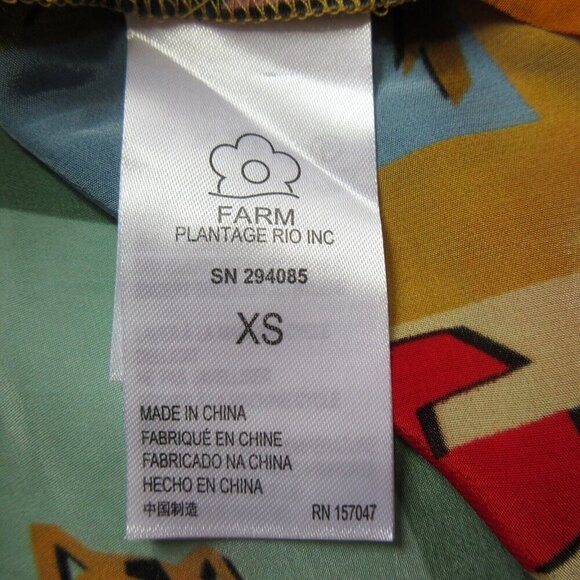 FARM
PLANTAGE RIO INC
SN 294085
XS
MADE IN CHINA
FABRIQUÉ EN CHINE
FABRICADO NA CHINA
HECHO EN CHINA
中国制造 RN 157047